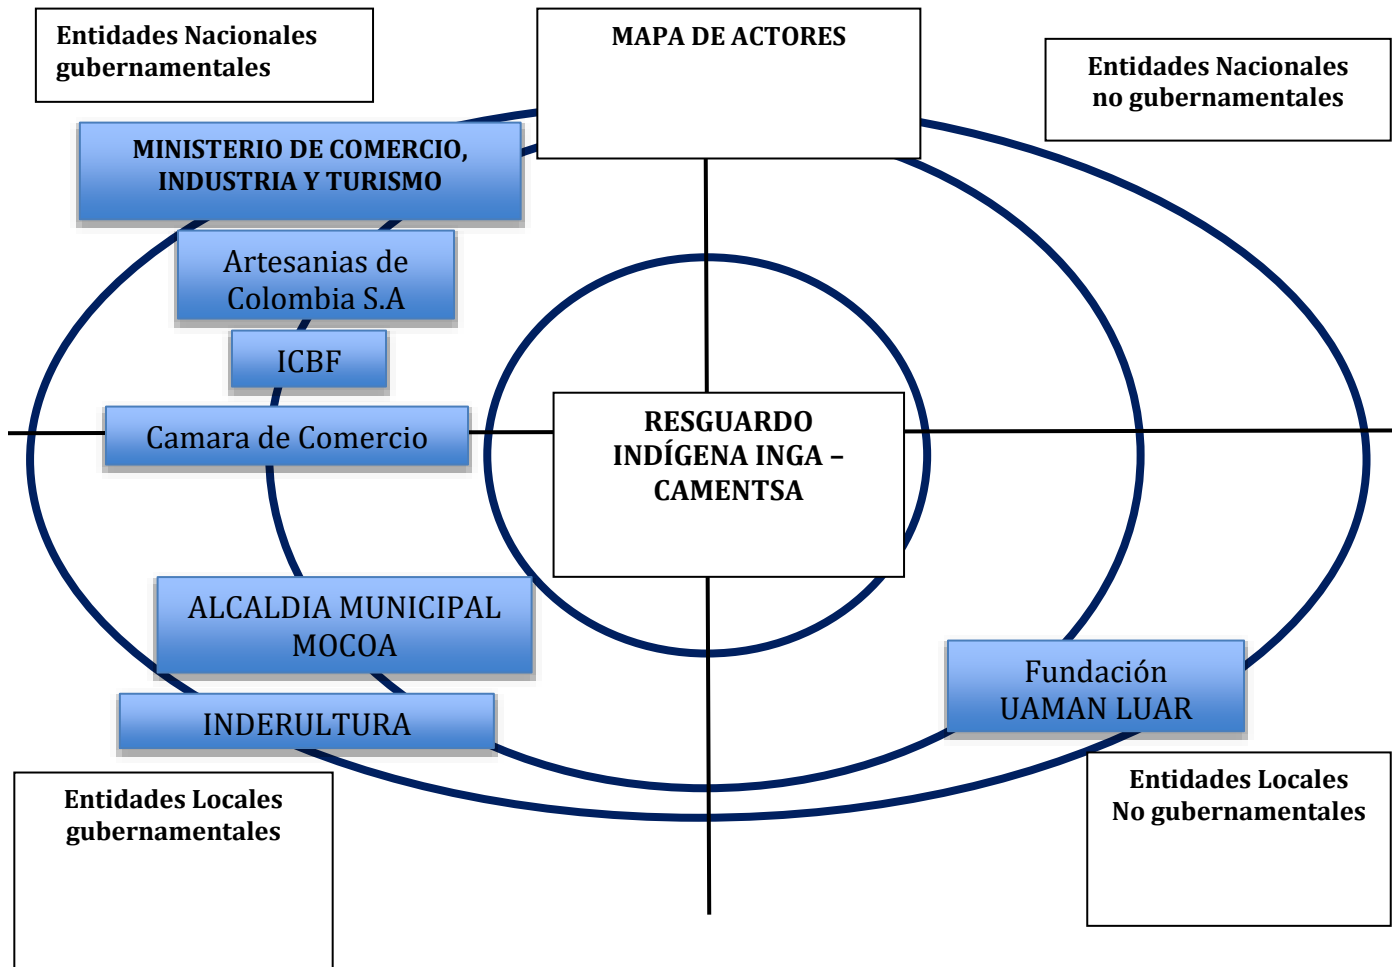 Entidades Nacionales
gubernamentales
MAPA DE ACTORES
Entidades Nacionales
no gubernamentales
MINISTERIO DE COMERCIO,
INDUSTRIA Y TURISMO
Artesanias de
Colombia S.A
ICBF
Camara de Comercio
RESGUARDO
INDÍGENA INGA –
CAMENTSA
ALCALDIA MUNICIPAL
MOCOA
INDERULTURA
Fundación
UAMAN LUAR
Entidades Locales
gubernamentales
Entidades Locales
No gubernamentales